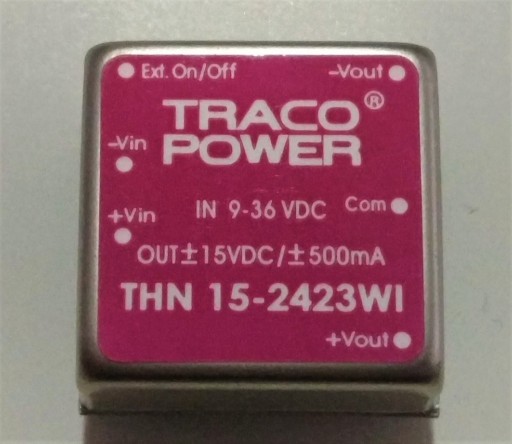 Ext. On/Off
-Vout
TRACO®
POWER
-Vin
+Vin
IN 9-36 VDC
Com
OUT±15VDC/±500mA
THN 15-2423WI
+Vout